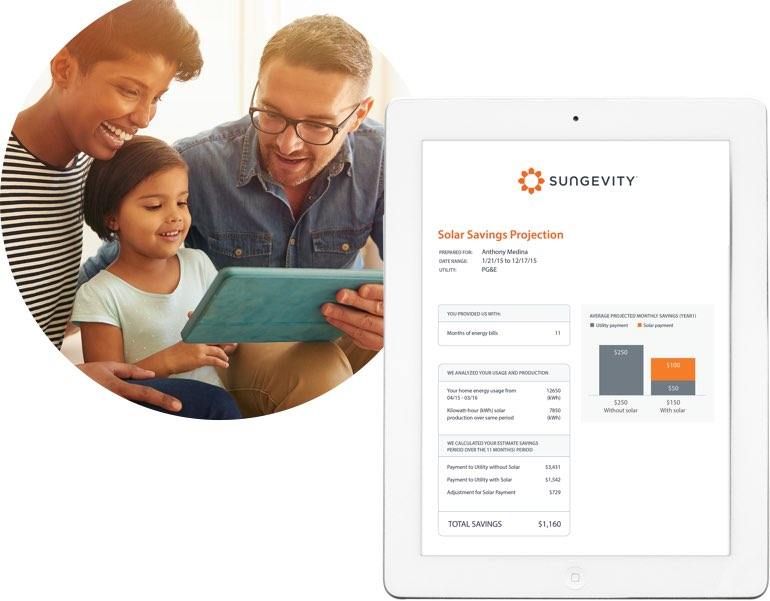 SUNGEVITY
Solar Savings Projection
PREPARED FOR: Anthony Medina
DATE RANGE: 1/21/15 to 12/17/15
UTILITY: PG&E
YOU PROVIDED US WITH:
Months of energy bills 11
WE ANALYZED YOUR USAGE AND PRODUCTION
Your home energy usage from 12650
04/15 - 03/16 (kWh)
Kilowatt-hour (kWh) solar 7850
production over same period (kWh)
WE CALCULATED YOUR ESTIMATE SAVINGS
PERIOD OVER THE 11 MONTH(S) PERIOD
Payment to Utility without Solar $3,431
Payment to Utility with Solar $1,542
Adjustment for Solar Payment $729
TOTAL SAVINGS $1,160
AVERAGE PROJECTED MONTHLY SAVINGS (YEAR1)
Utility payment Solar payment
$250
$100
$50
$250 $150
Without solar With solar